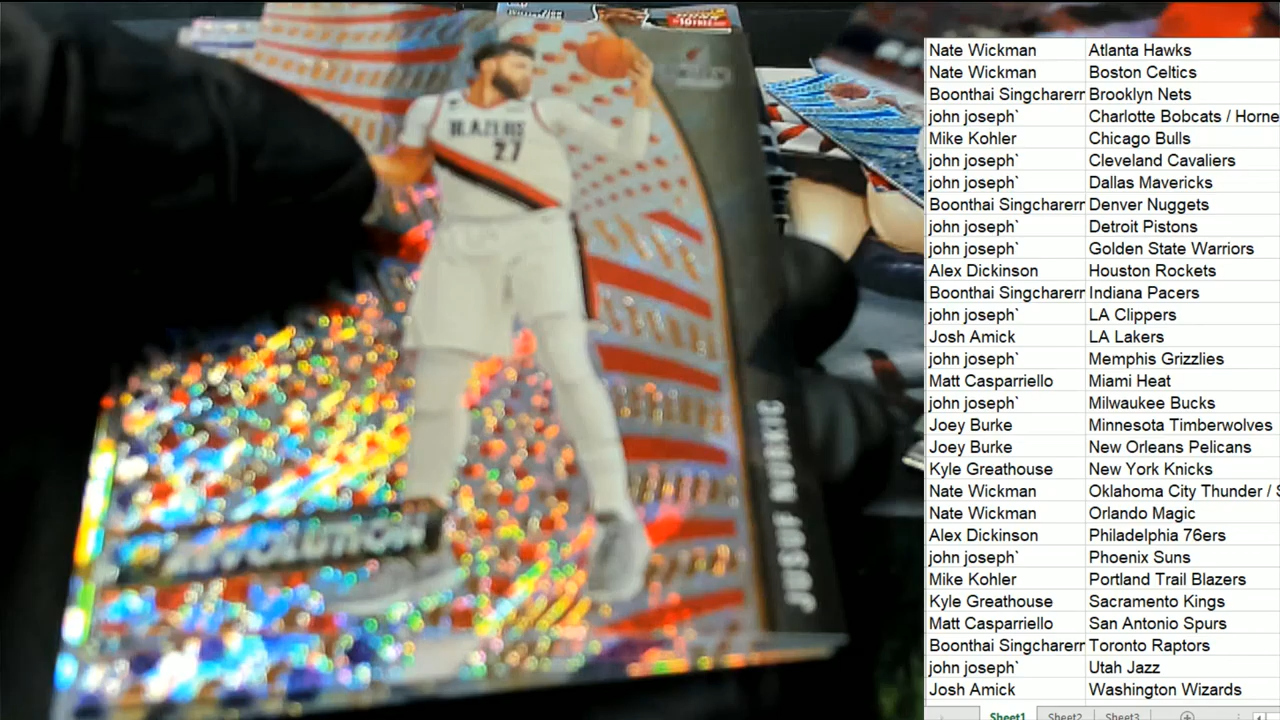 BLAZERS
27
REVOLUTION
JUSUF NURKIC
Nate Wickman Atlanta Hawks
Nate Wickman Boston Celtics
Boonthai Singcharern Brooklyn Nets
john joseph` Charlotte Bobcats / Horne
Mike Kohler Chicago Bulls
john joseph` Cleveland Cavaliers
john joseph` Dallas Mavericks
Boonthai Singcharern Denver Nuggets
john joseph` Detroit Pistons
john joseph` Golden State Warriors
Alex Dickinson Houston Rockets
Boonthai Singcharern Indiana Pacers
john joseph` LA Clippers
Josh Amick LA Lakers
john joseph` Memphis Grizzlies
Matt Casparriello Miami Heat
john joseph` Milwaukee Bucks
Joey Burke Minnesota Timberwolves
Joey Burke New Orleans Pelicans
Kyle Greathouse New York Knicks
Nate Wickman Oklahoma City Thunder / S
Nate Wickman Orlando Magic
Alex Dickinson Philadelphia 76ers
john joseph` Phoenix Suns
Mike Kohler Portland Trail Blazers
Kyle Greathouse Sacramento Kings
Matt Casparriello San Antonio Spurs
Boonthai Singcharern Toronto Raptors
john joseph` Utah Jazz
Josh Amick Washington Wizards
Sheet1 Sheet2 Sheet3